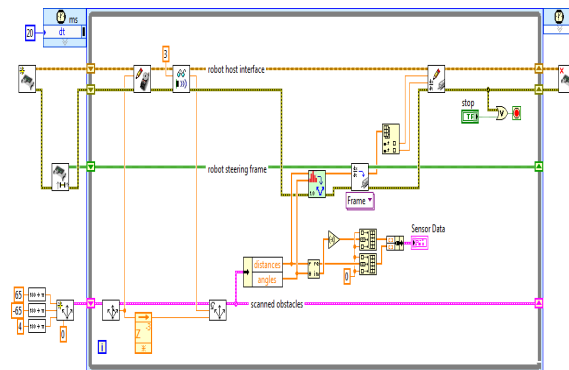 ms
20
dt
3
robot host interface
stop
TF
robot steering frame
Frame
Sensor Data
distances
angles
0
65
-65
4
scanned obstacles
0
i